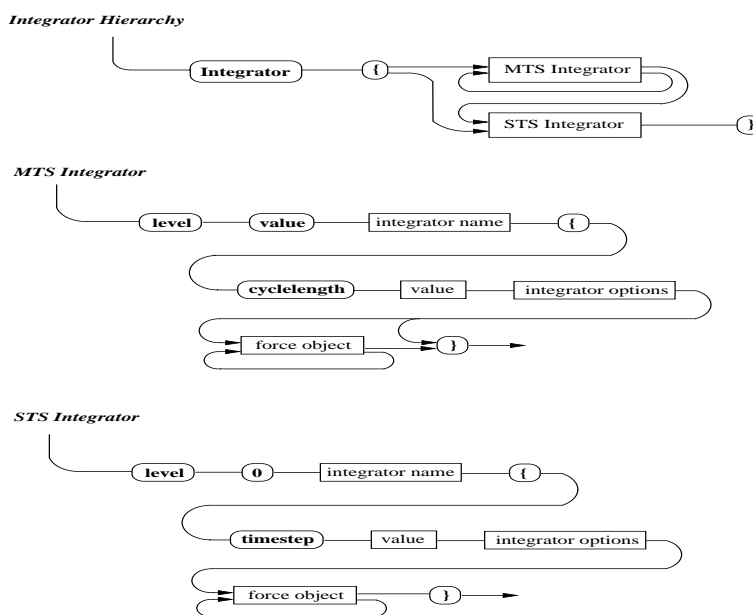 Integrator Hierarchy
Integrator { MTS Integrator
STS Integrator }
MTS Integrator
level value integrator name {
cyclelength value integrator options
force object }
STS Integrator
level 0 integrator name {
timestep value integrator options
force object }